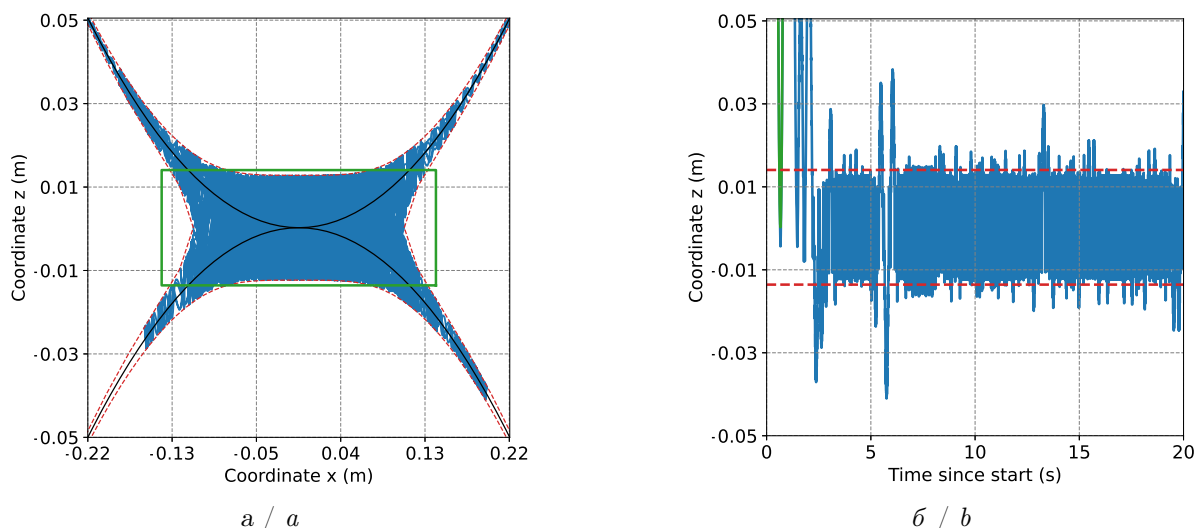 0.05
0.03
0.01
-0.01
-0.03
-0.05
Coordinate z (m)
-0.22 -0.13 -0.05 0.04 0.13 0.22
Coordinate x (m)
а / a
0.05
0.03
0.01
-0.01
-0.03
-0.05
Coordinate z (m)
0 5 10 15 20
Time since start (s)
б / b